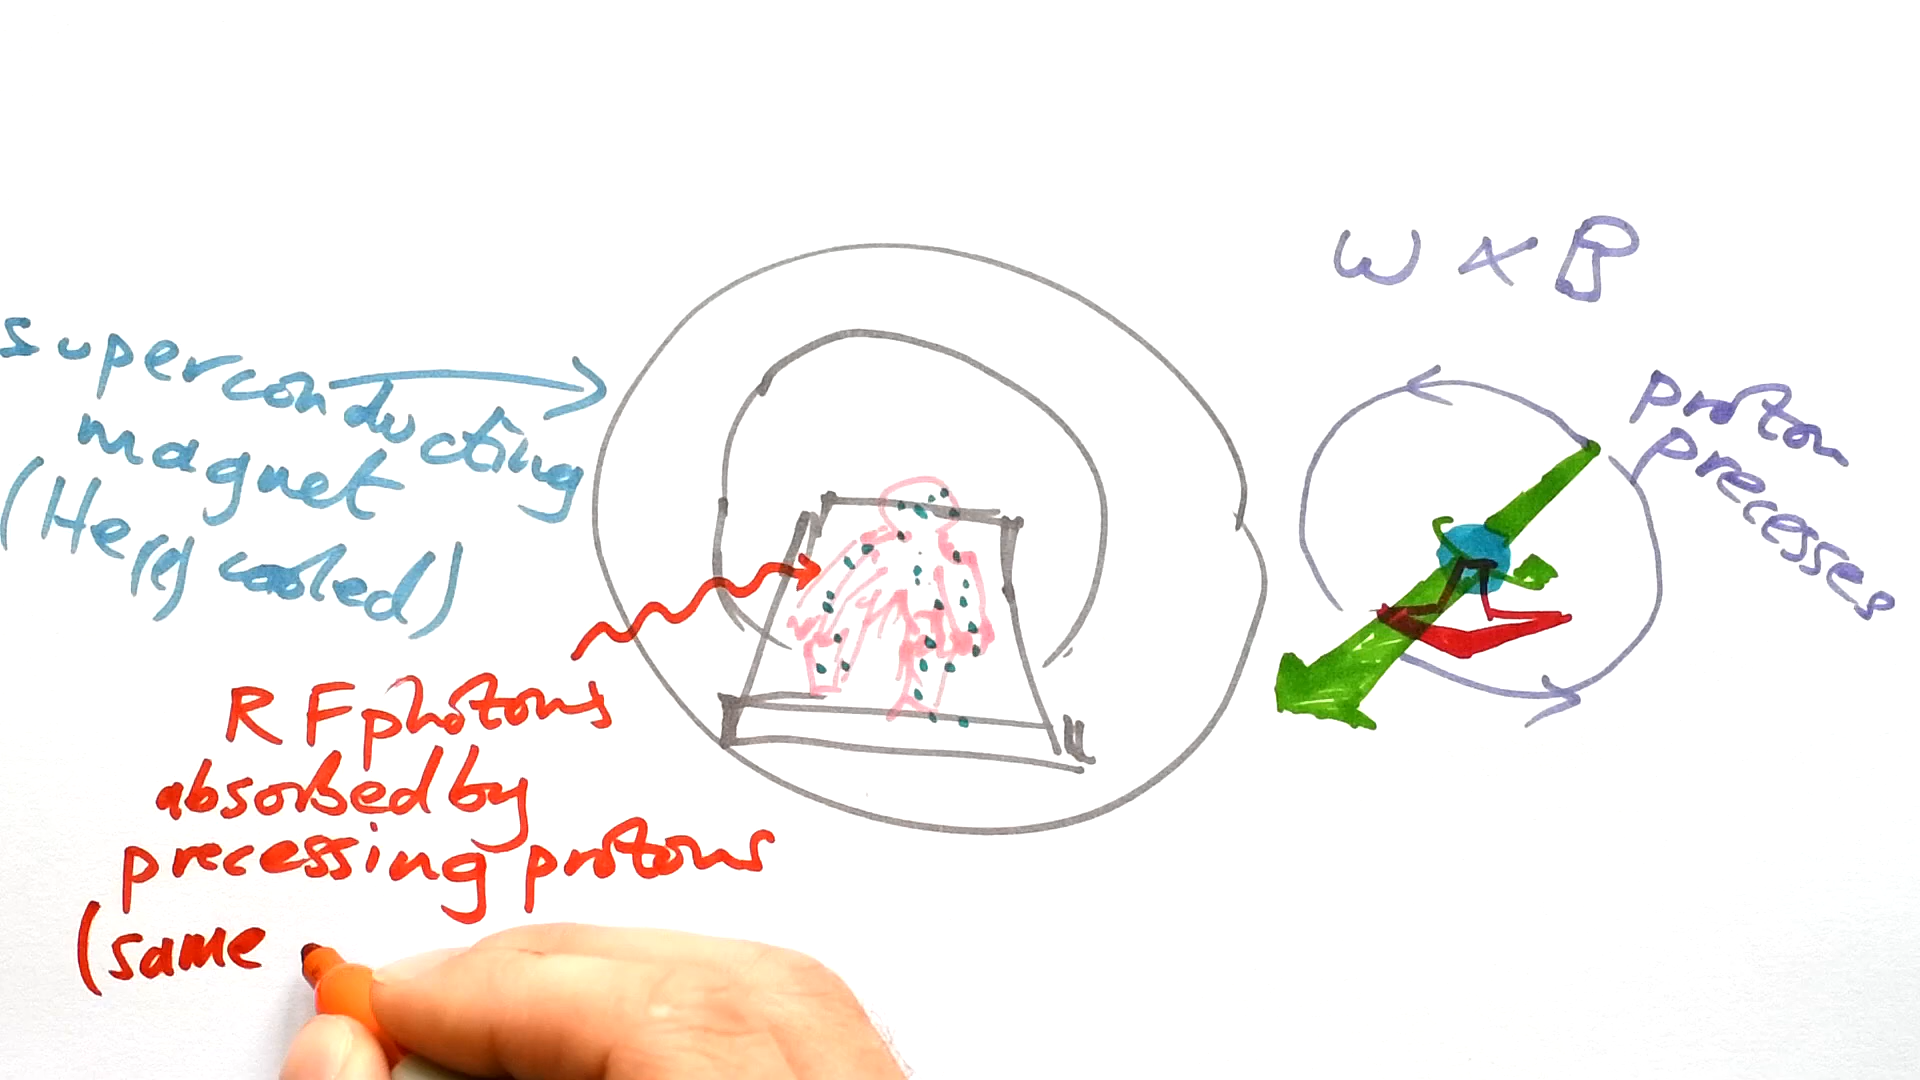 ω ∝ B
superconducting
magnet
(He(l) cooled)
proton
precesses
RF photons
absorbed by
precessing protons
(same